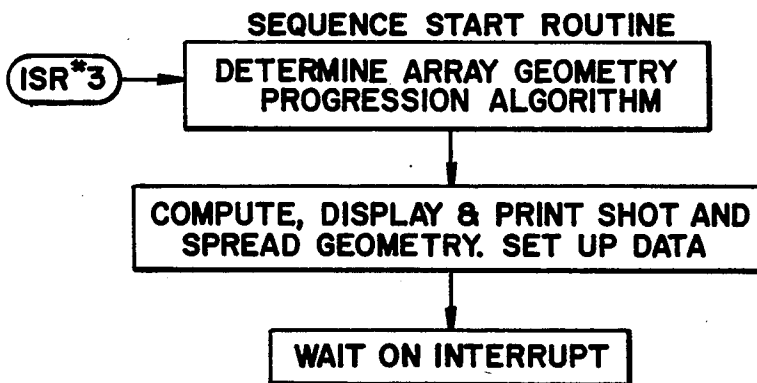 SEQUENCE START ROUTINE
ISR#3
DETERMINE ARRAY GEOMETRY
PROGRESSION ALGORITHM
COMPUTE, DISPLAY & PRINT SHOT AND
SPREAD GEOMETRY. SET UP DATA
WAIT ON INTERRUPT